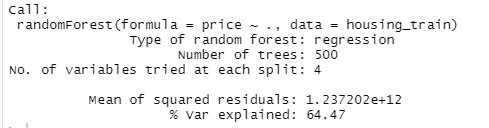 Call:
randomForest(formula = price ~ ., data = housing_train)
Type of random forest: regression
Number of trees: 500
No. of variables tried at each split: 4
Mean of squared residuals: 1.237202e+12
% Var explained: 64.47